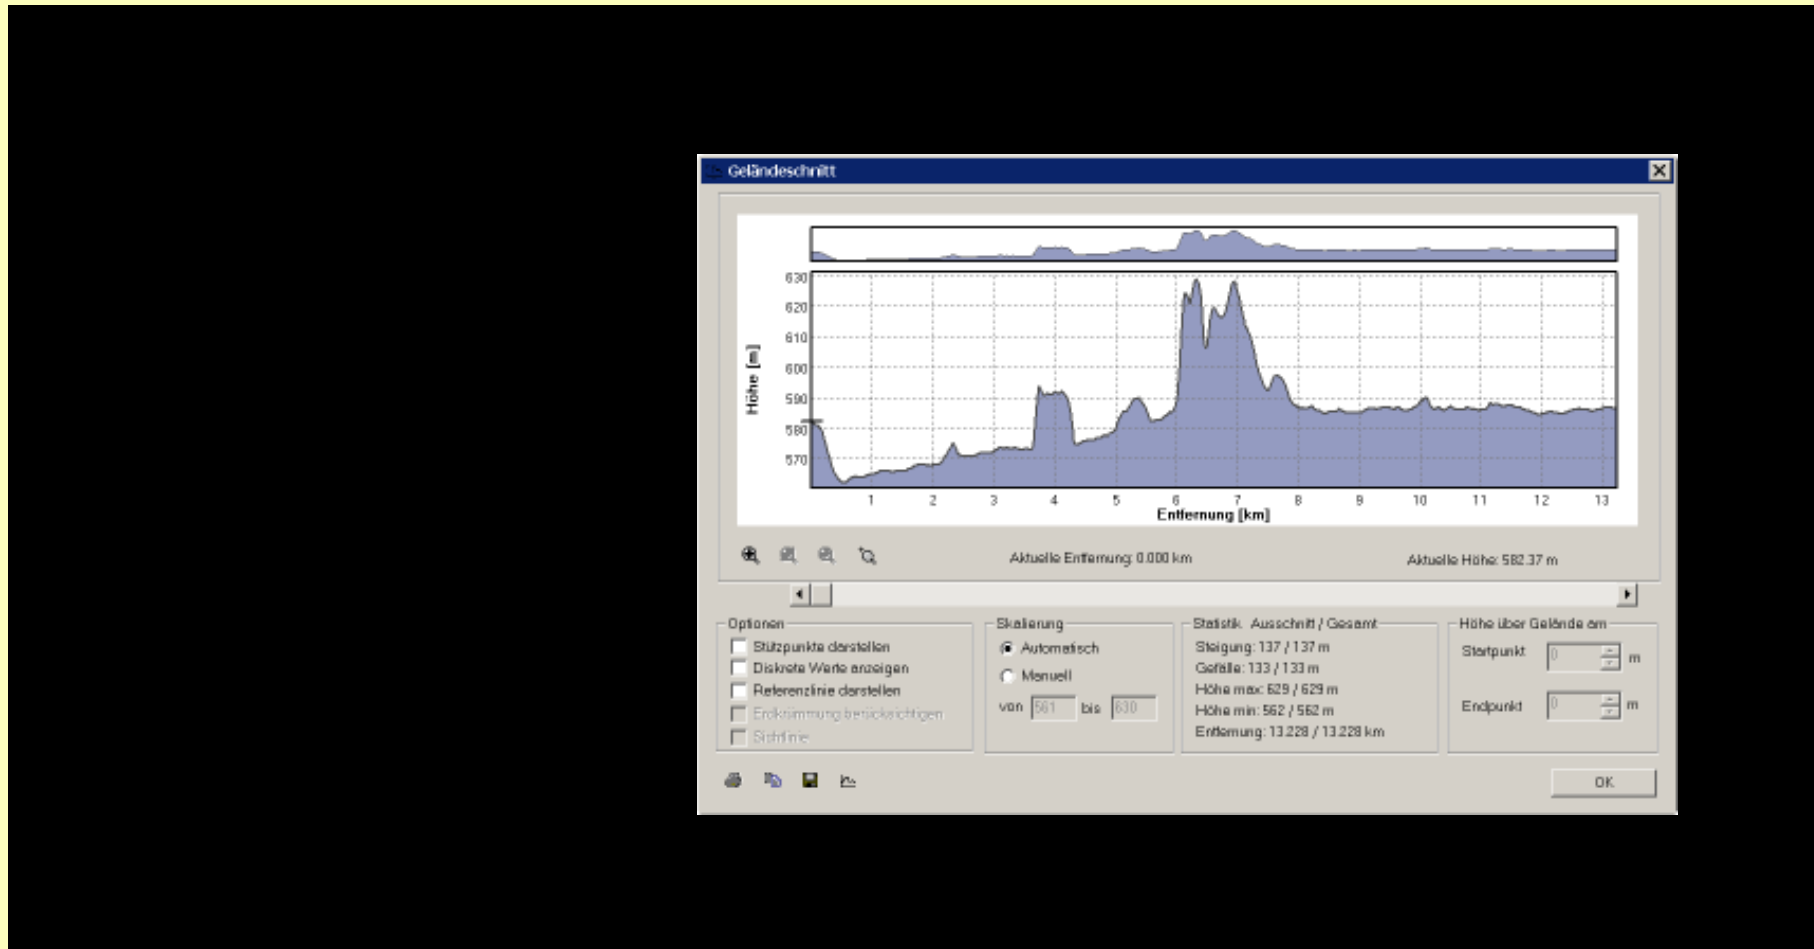 Geländeschnitt
630
620
610
600
590
580
570
Höhe [m]
1 2 3 4 5 6 7 8 9 10 11 12 13
Entfernung [km]
Aktuelle Entfernung: 0.000 km
Aktuelle Höhe: 582.37 m
Optionen
Stützpunkte darstellen
Diskrete Werte anzeigen
Referenzlinie darstellen
Erdkrümmung berücksichtigen
Sichtlinie
Skalierung
Automatisch
Manuell
von 561 bis 630
Statistik Ausschnitt / Gesamt
Steigung: 137 / 137 m
Gefälle: 133 / 133 m
Höhe max: 629 / 629 m
Höhe min: 562 / 562 m
Entfernung: 13.228 / 13.228 km
Höhe über Gelände am
Startpunkt 0 m
Endpunkt 0 m
OK